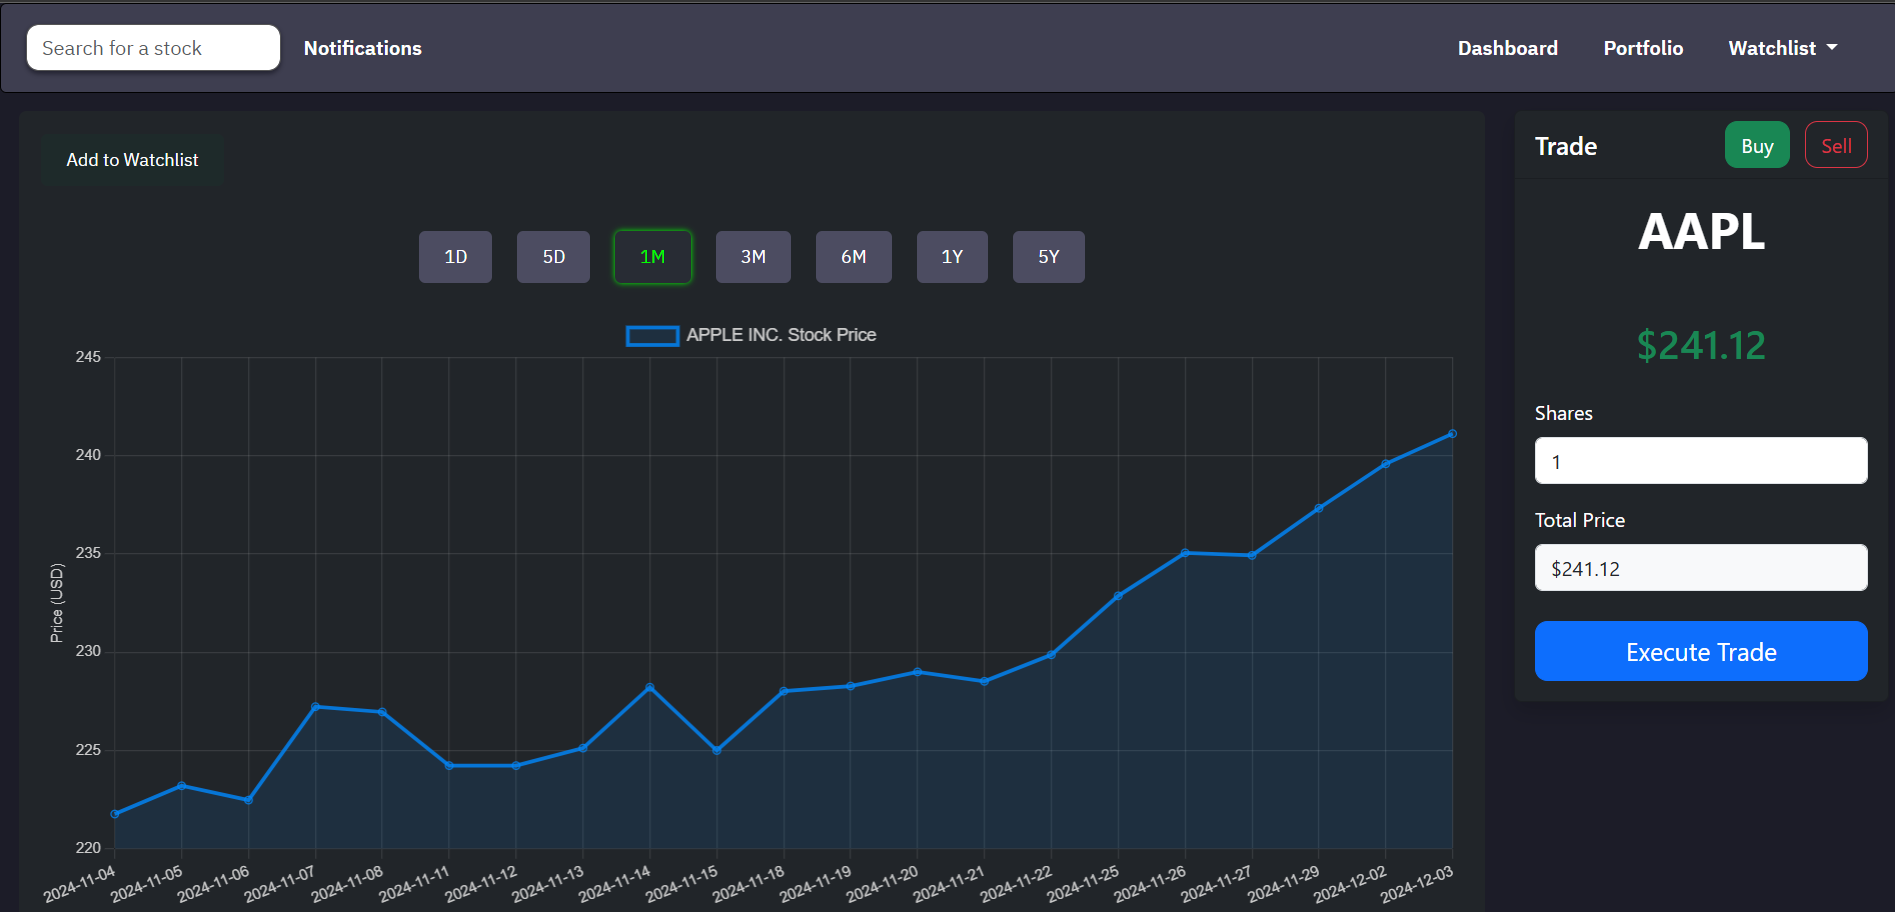 Search for a stock
Notifications
Dashboard
Portfolio
Watchlist
Add to Watchlist
1D
5D
1M
3M
6M
1Y
5Y
APPLE INC. Stock Price
245
240
235
230
225
220
Price (USD)
2024-11-04
2024-11-05
2024-11-06
2024-11-07
2024-11-08
2024-11-11
2024-11-12
2024-11-13
2024-11-14
2024-11-15
2024-11-18
2024-11-19
2024-11-20
2024-11-21
2024-11-22
2024-11-25
2024-11-26
2024-11-27
2024-11-29
2024-12-02
2024-12-03
Trade
Buy
Sell
AAPL
$241.12
Shares
1
Total Price
$241.12
Execute Trade